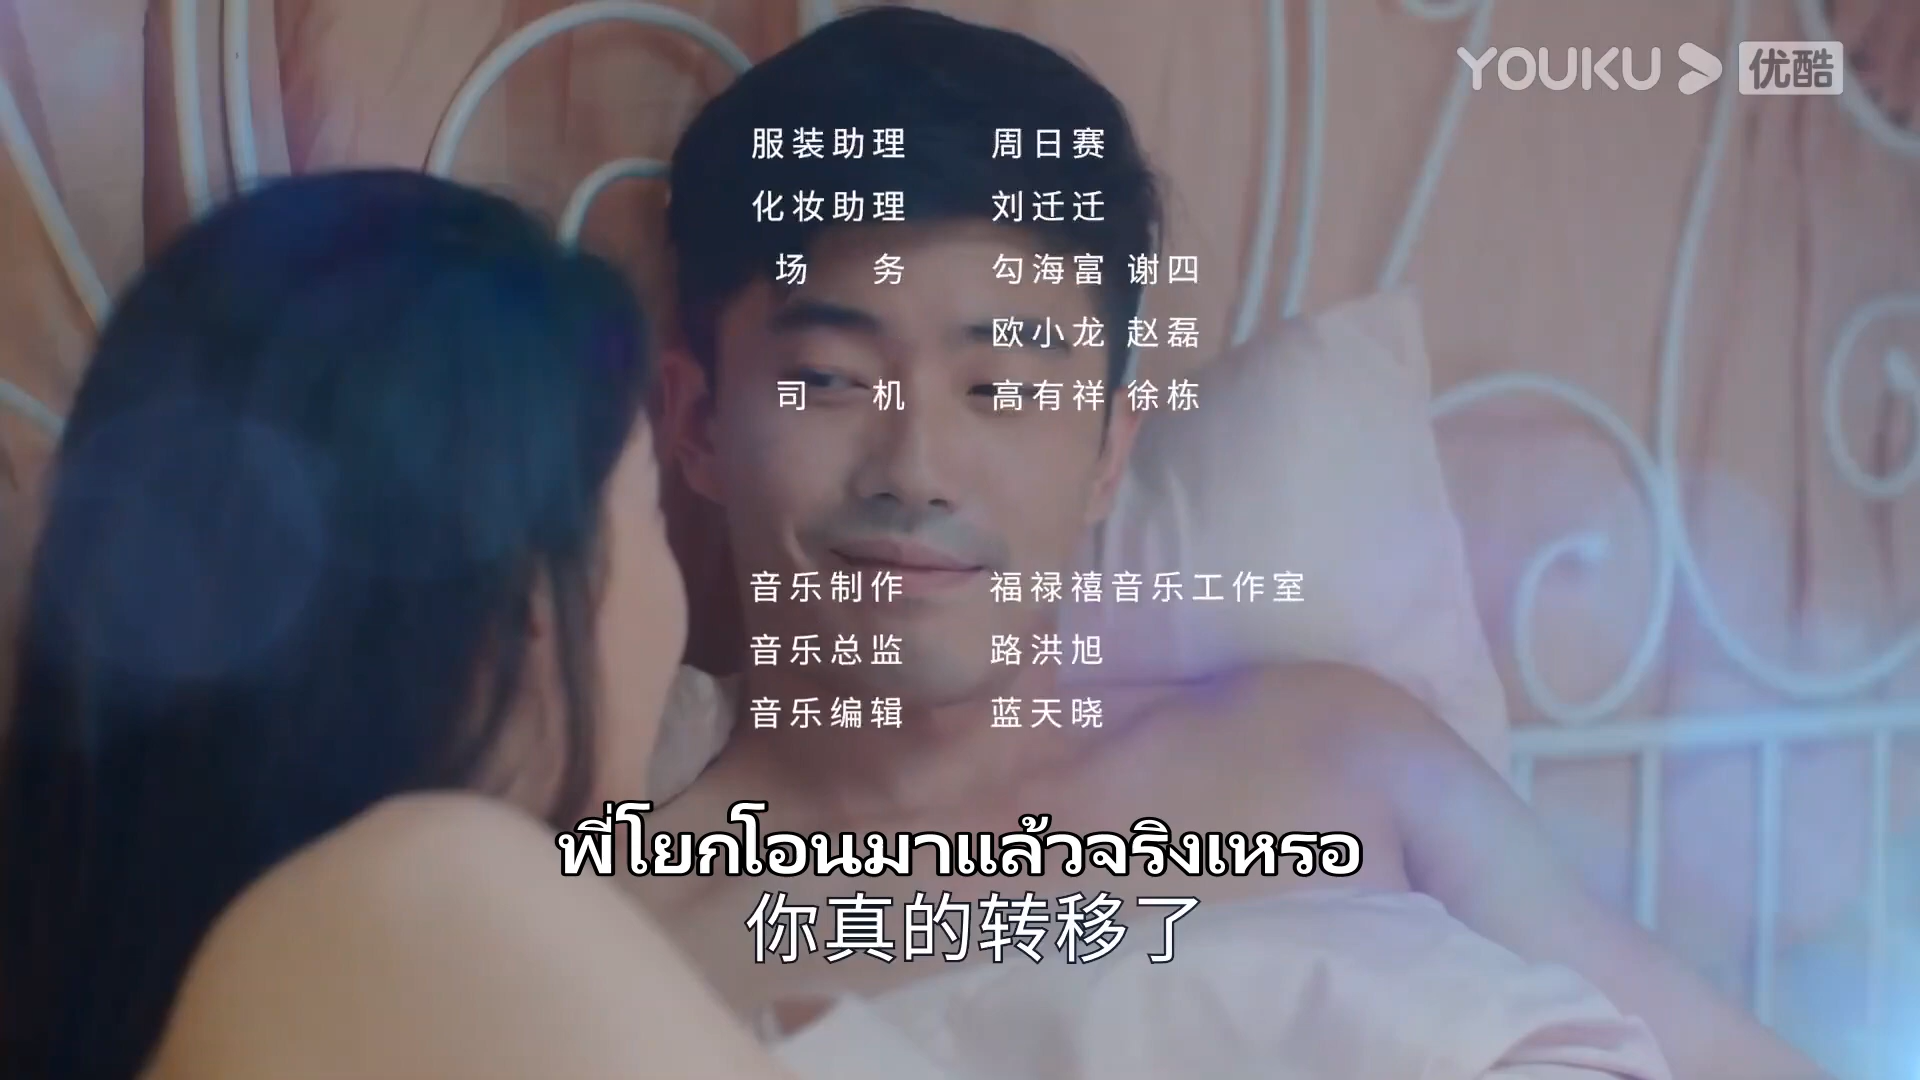 YOUKU 优酷
服装助理 周日赛
化妆助理 刘迁迁
场务 勾海富 谢四
欧小龙 赵磊
司机 高有祥 徐栋
音乐制作 福禄禧音乐工作室
音乐总监 路洪旭
音乐编辑 蓝天晓
พี่โยกโอนมาแล้วจริงเหรอ
你真的转移了